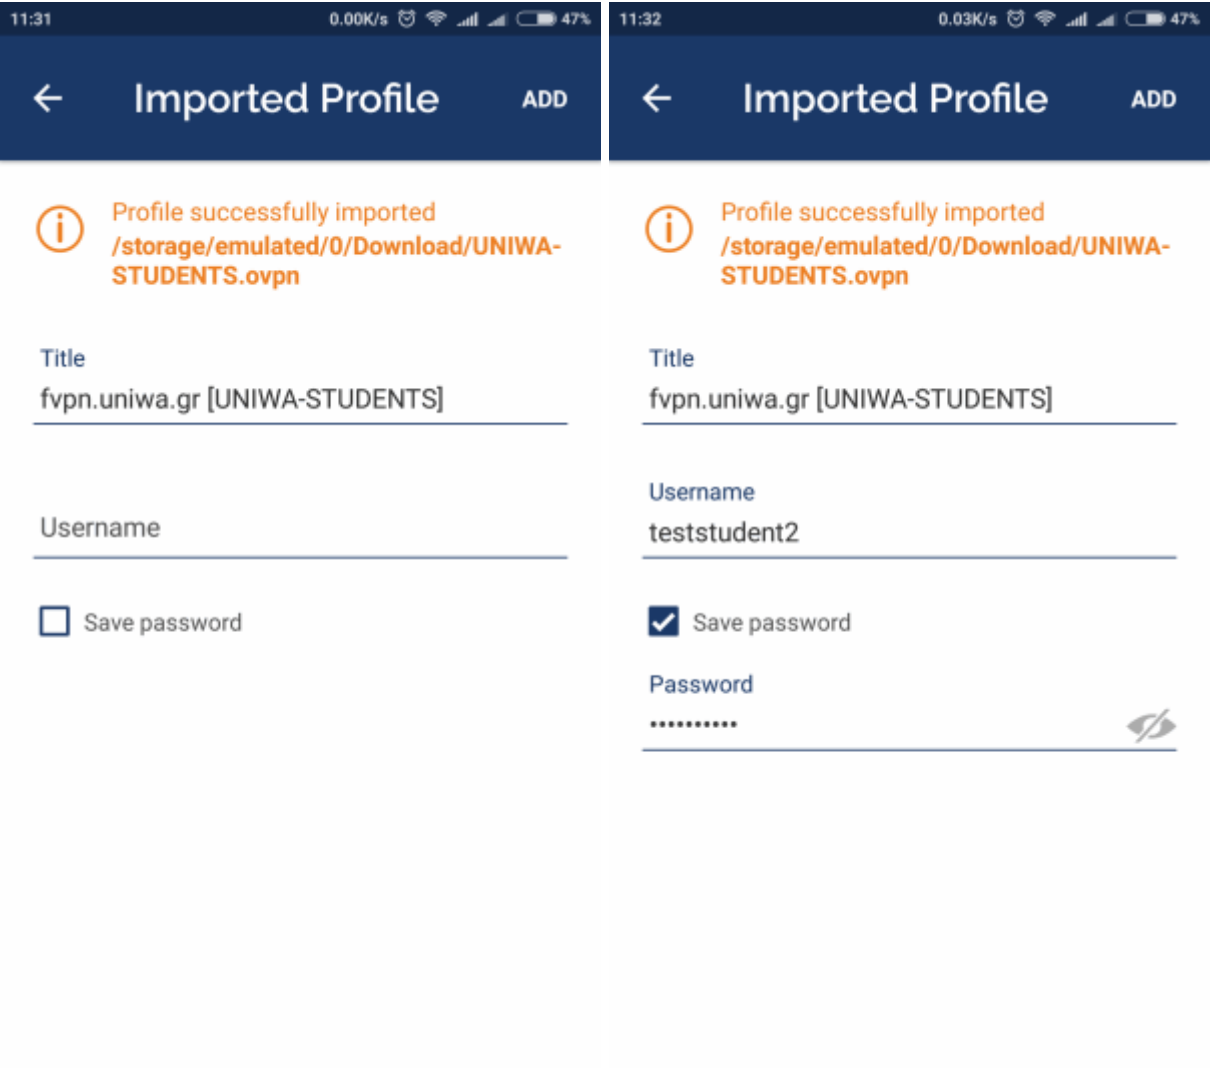 11:31 0.00K/s 47%
Imported Profile ADD
Profile successfully imported
/storage/emulated/0/Download/UNIWA-
STUDENTS.ovpn
Title
fvpn.uniwa.gr [UNIWA-STUDENTS]
Username
Save password
11:32 0.03K/s 47%
Imported Profile ADD
Profile successfully imported
/storage/emulated/0/Download/UNIWA-
STUDENTS.ovpn
Title
fvpn.uniwa.gr [UNIWA-STUDENTS]
Username
teststudent2
Save password
Password
••••••••••